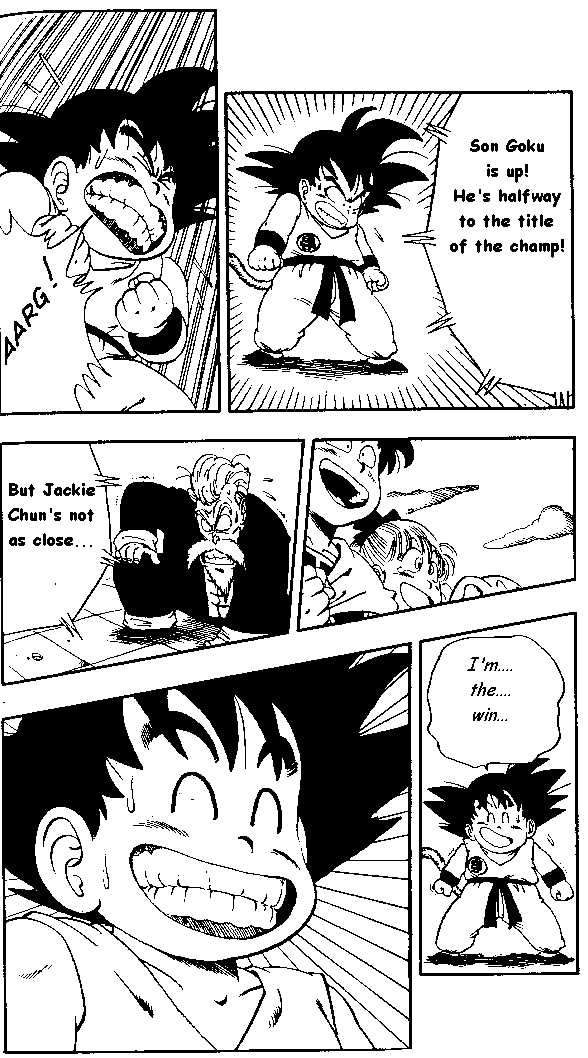 AARG!
Son Goku
is up!
He's halfway
to the title
of the champ!
But Jackie
Chun's not
as close...
I'm....
the....
win...